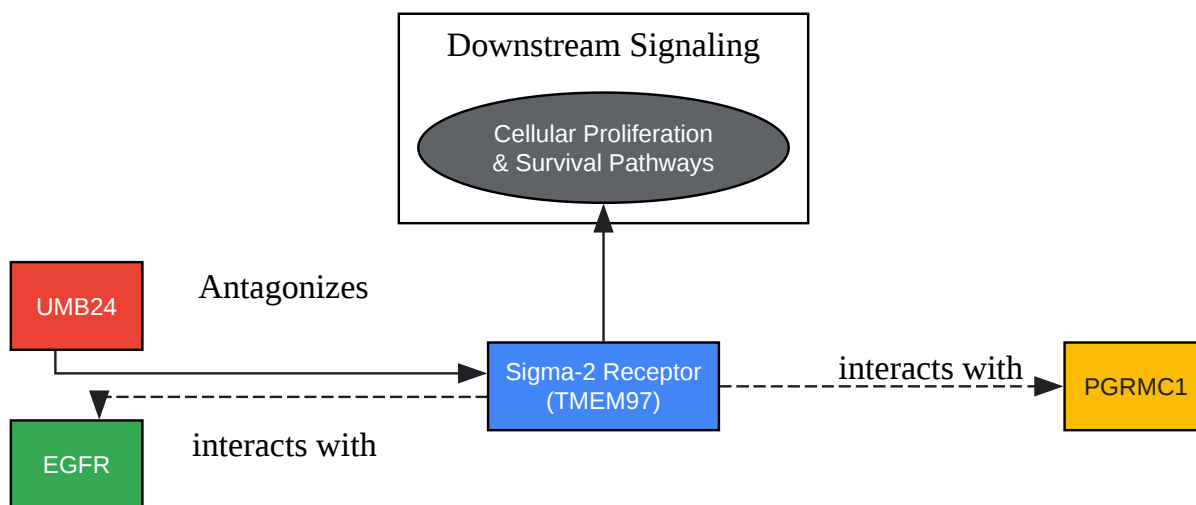 Downstream Signaling
Cellular Proliferation
& Survival Pathways
UMB24
Antagonizes
Sigma-2 Receptor
(TMEM97)
interacts with
PGRMC1
interacts with
EGFR